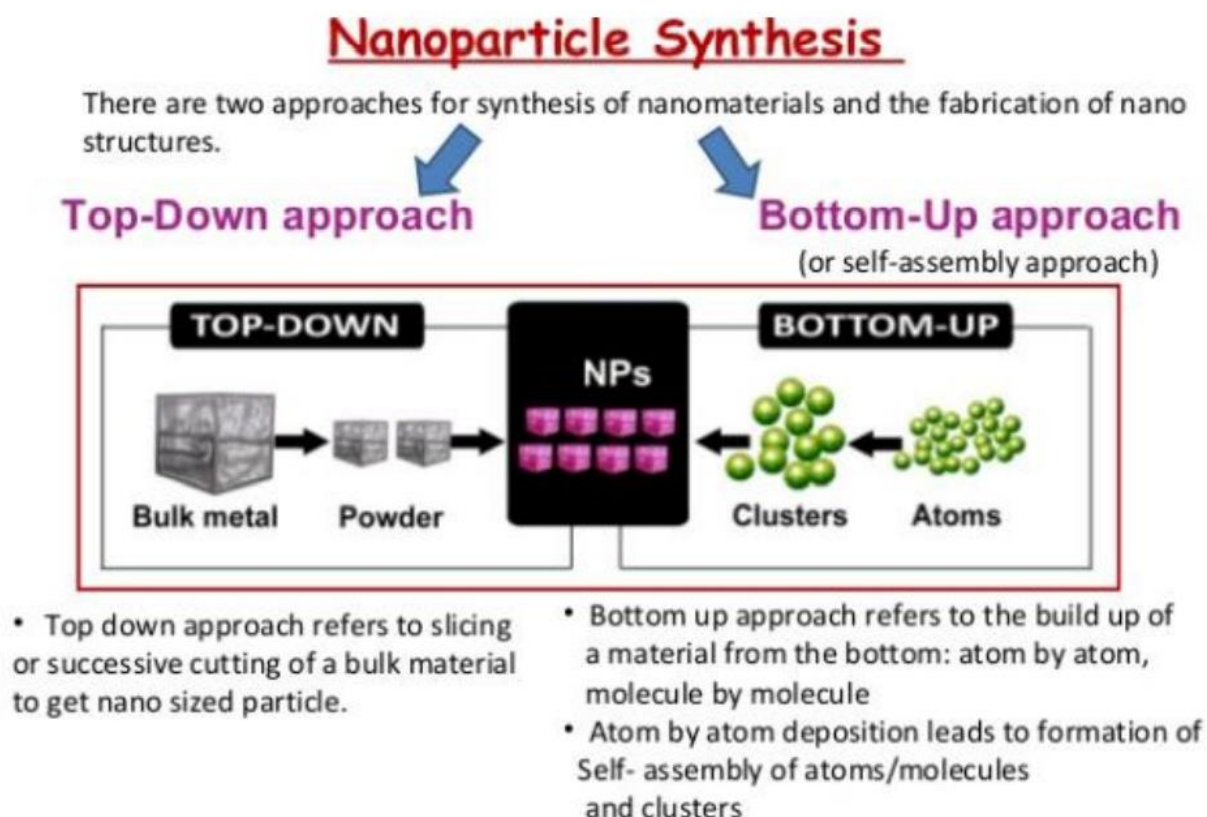 Nanoparticle Synthesis
There are two approaches for synthesis of nanomaterials and the fabrication of nano
structures.
Top-Down approach
Bottom-Up approach
(or self-assembly approach)
TOP-DOWN
BOTTOM-UP
NPs
Bulk metal
Powder
Clusters
Atoms
• Top down approach refers to slicing
or successive cutting of a bulk material
to get nano sized particle.
• Bottom up approach refers to the build up of
a material from the bottom: atom by atom,
molecule by molecule
• Atom by atom deposition leads to formation of
Self- assembly of atoms/molecules
and clusters